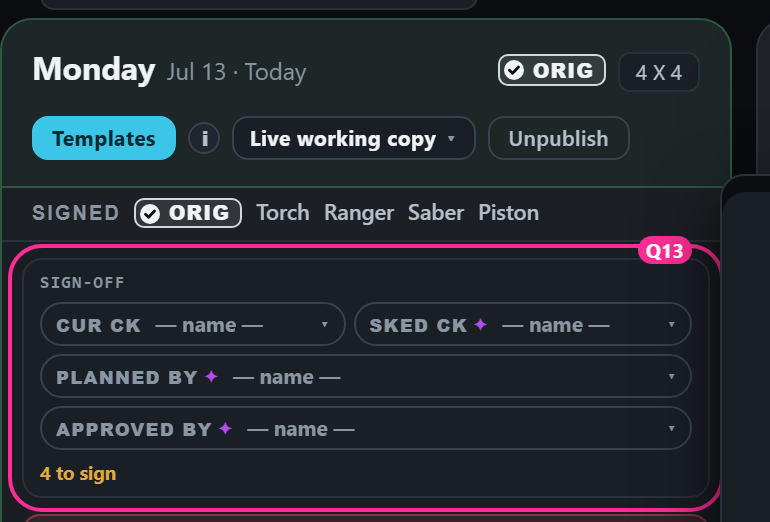 Monday Jul 13 · Today ORIG 4 X 4
Templates i Live working copy Unpublish
SIGNED ORIG Torch Ranger Saber Piston
Q13
SIGN-OFF
CUR CK — name — SKED CK — name —
PLANNED BY — name —
APPROVED BY — name —
4 to sign